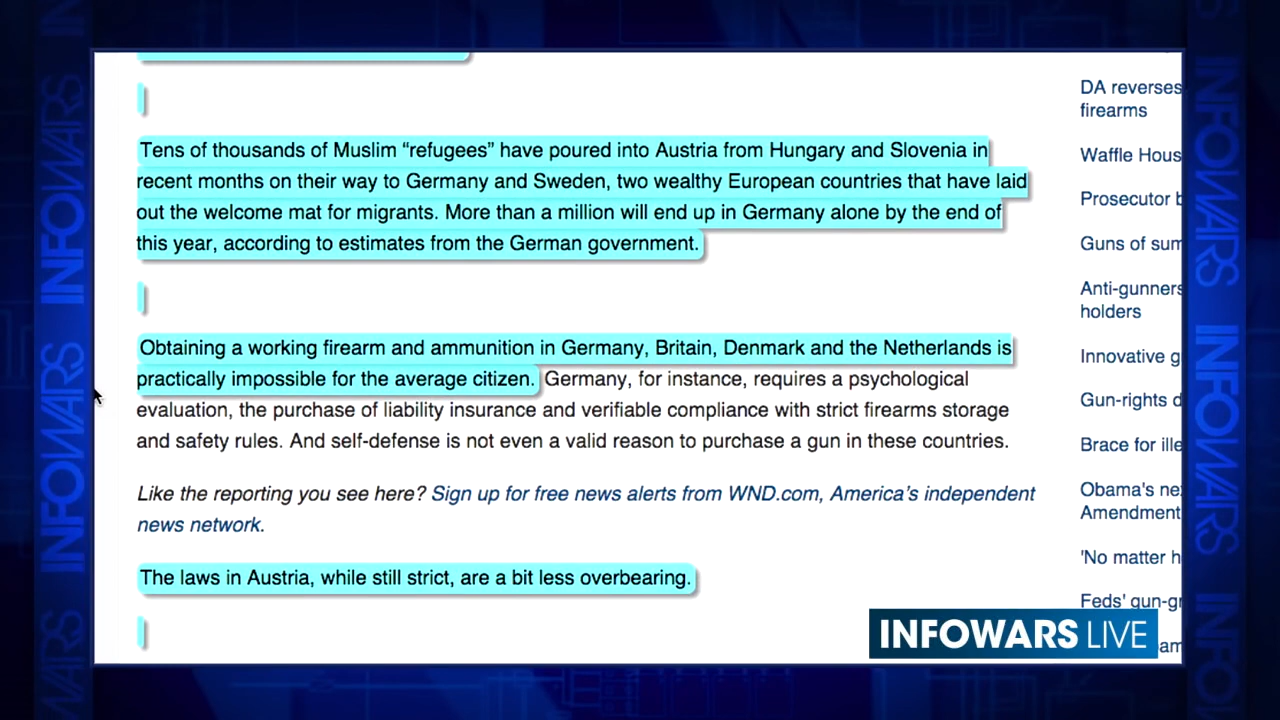 Tens of thousands of Muslim “refugees” have poured into Austria from Hungary and Slovenia in
recent months on their way to Germany and Sweden, two wealthy European countries that have laid
out the welcome mat for migrants. More than a million will end up in Germany alone by the end of
this year, according to estimates from the German government.
Obtaining a working firearm and ammunition in Germany, Britain, Denmark and the Netherlands is
practically impossible for the average citizen. Germany, for instance, requires a psychological
evaluation, the purchase of liability insurance and verifiable compliance with strict firearms storage
and safety rules. And self-defense is not even a valid reason to purchase a gun in these countries.
Like the reporting you see here? Sign up for free news alerts from WND.com, America’s independent
news network.
The laws in Austria, while still strict, are a bit less overbearing.
DA reverses
firearms
Waffle Hous
Prosecutor
Guns of sum
Anti-gunners
holders
Innovative g
Gun-rights d
Brace for ille
Obama's ne
Amendment
'No matter h
Feds' gun-gr
am
INFOWARS LIVE
INFOWARS
INFOWARS
WARS
INFOWARS
INFOWARS
INFOWARS